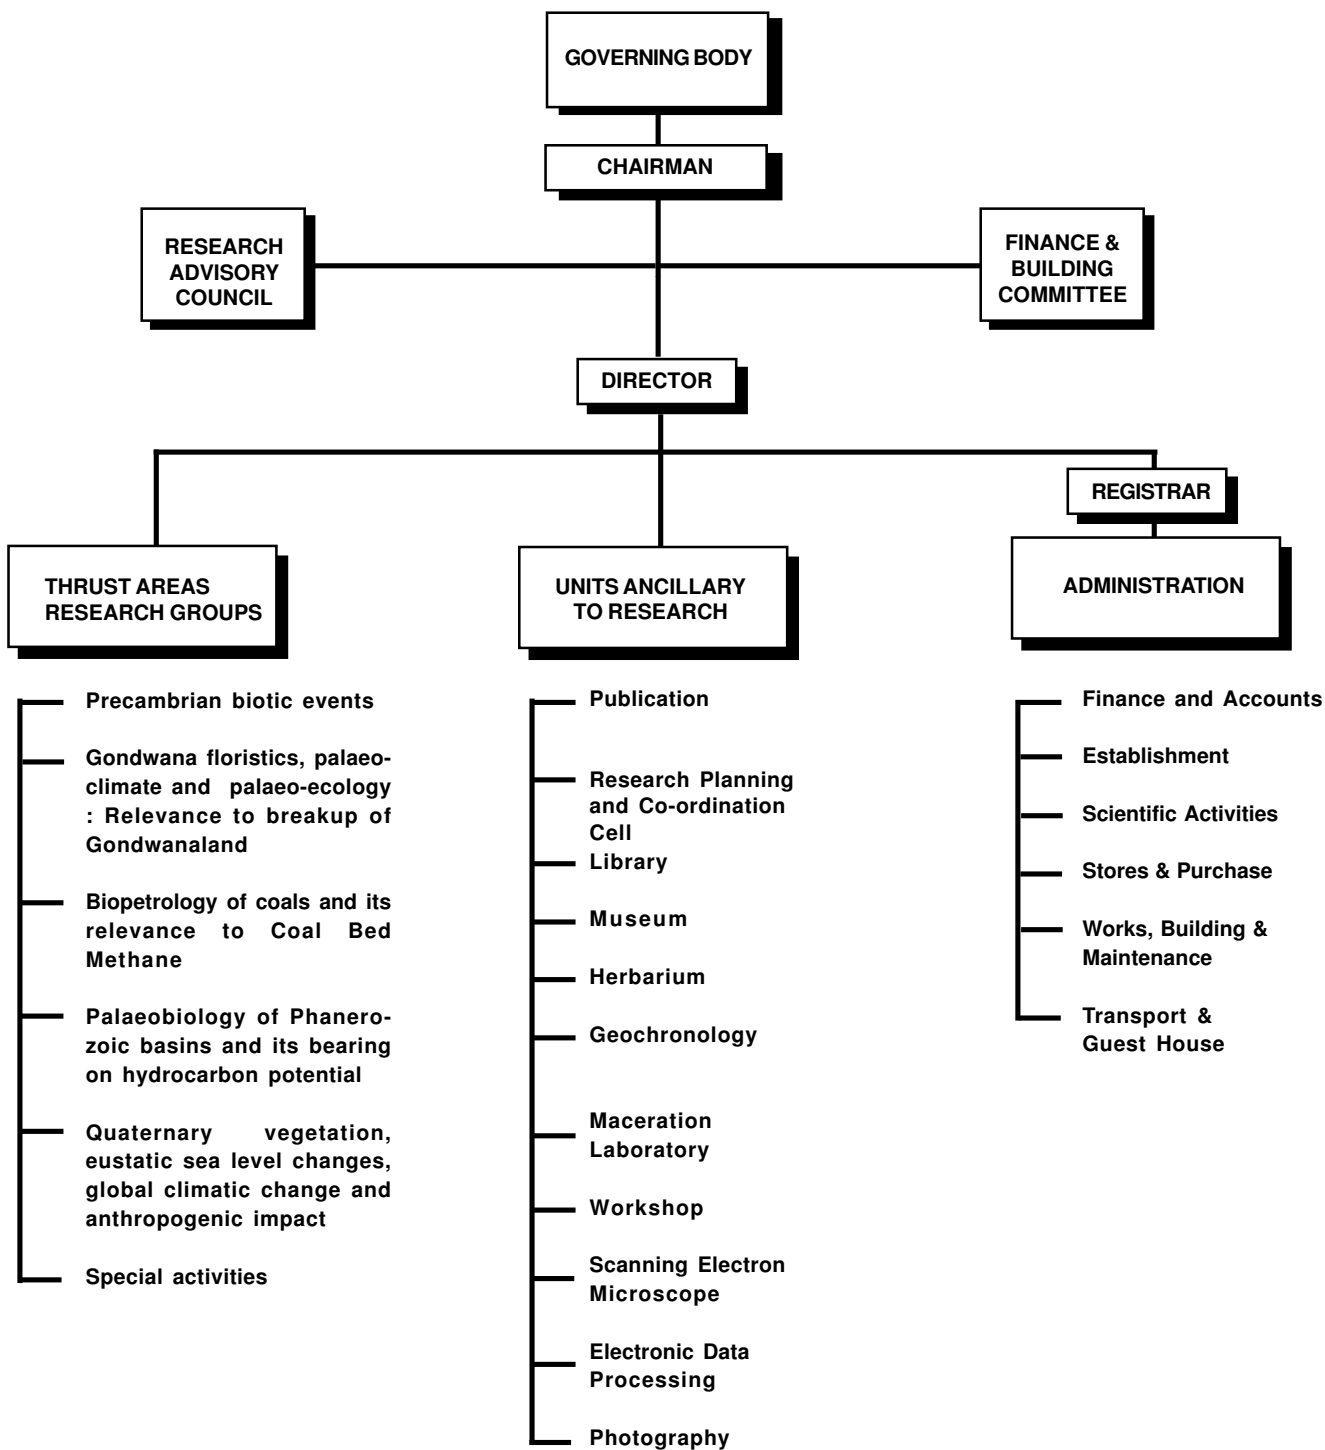 GOVERNING BODY
CHAIRMAN
RESEARCH
ADVISORY
COUNCIL
FINANCE &
BUILDING
COMMITTEE
DIRECTOR
REGISTRAR
THRUST AREAS
RESEARCH GROUPS
UNITS ANCILLARY
TO RESEARCH
ADMINISTRATION
Precambrian biotic events
Gondwana floristics, palaeo-
climate and palaeo-ecology
: Relevance to breakup of
Gondwanaland
Biopetrology of coals and its
relevance to Coal Bed
Methane
Palaeobiology of Phanero-
zoic basins and its bearing
on hydrocarbon potential
Quaternary vegetation,
eustatic sea level changes,
global climatic change and
anthropogenic impact
Special activities
Publication
Research Planning
and Co-ordination
Cell
Library
Museum
Herbarium
Geochronology
Maceration
Laboratory
Workshop
Scanning Electron
Microscope
Electronic Data
Processing
Photography
Finance and Accounts
Establishment
Scientific Activities
Stores & Purchase
Works, Building &
Maintenance
Transport &
Guest House